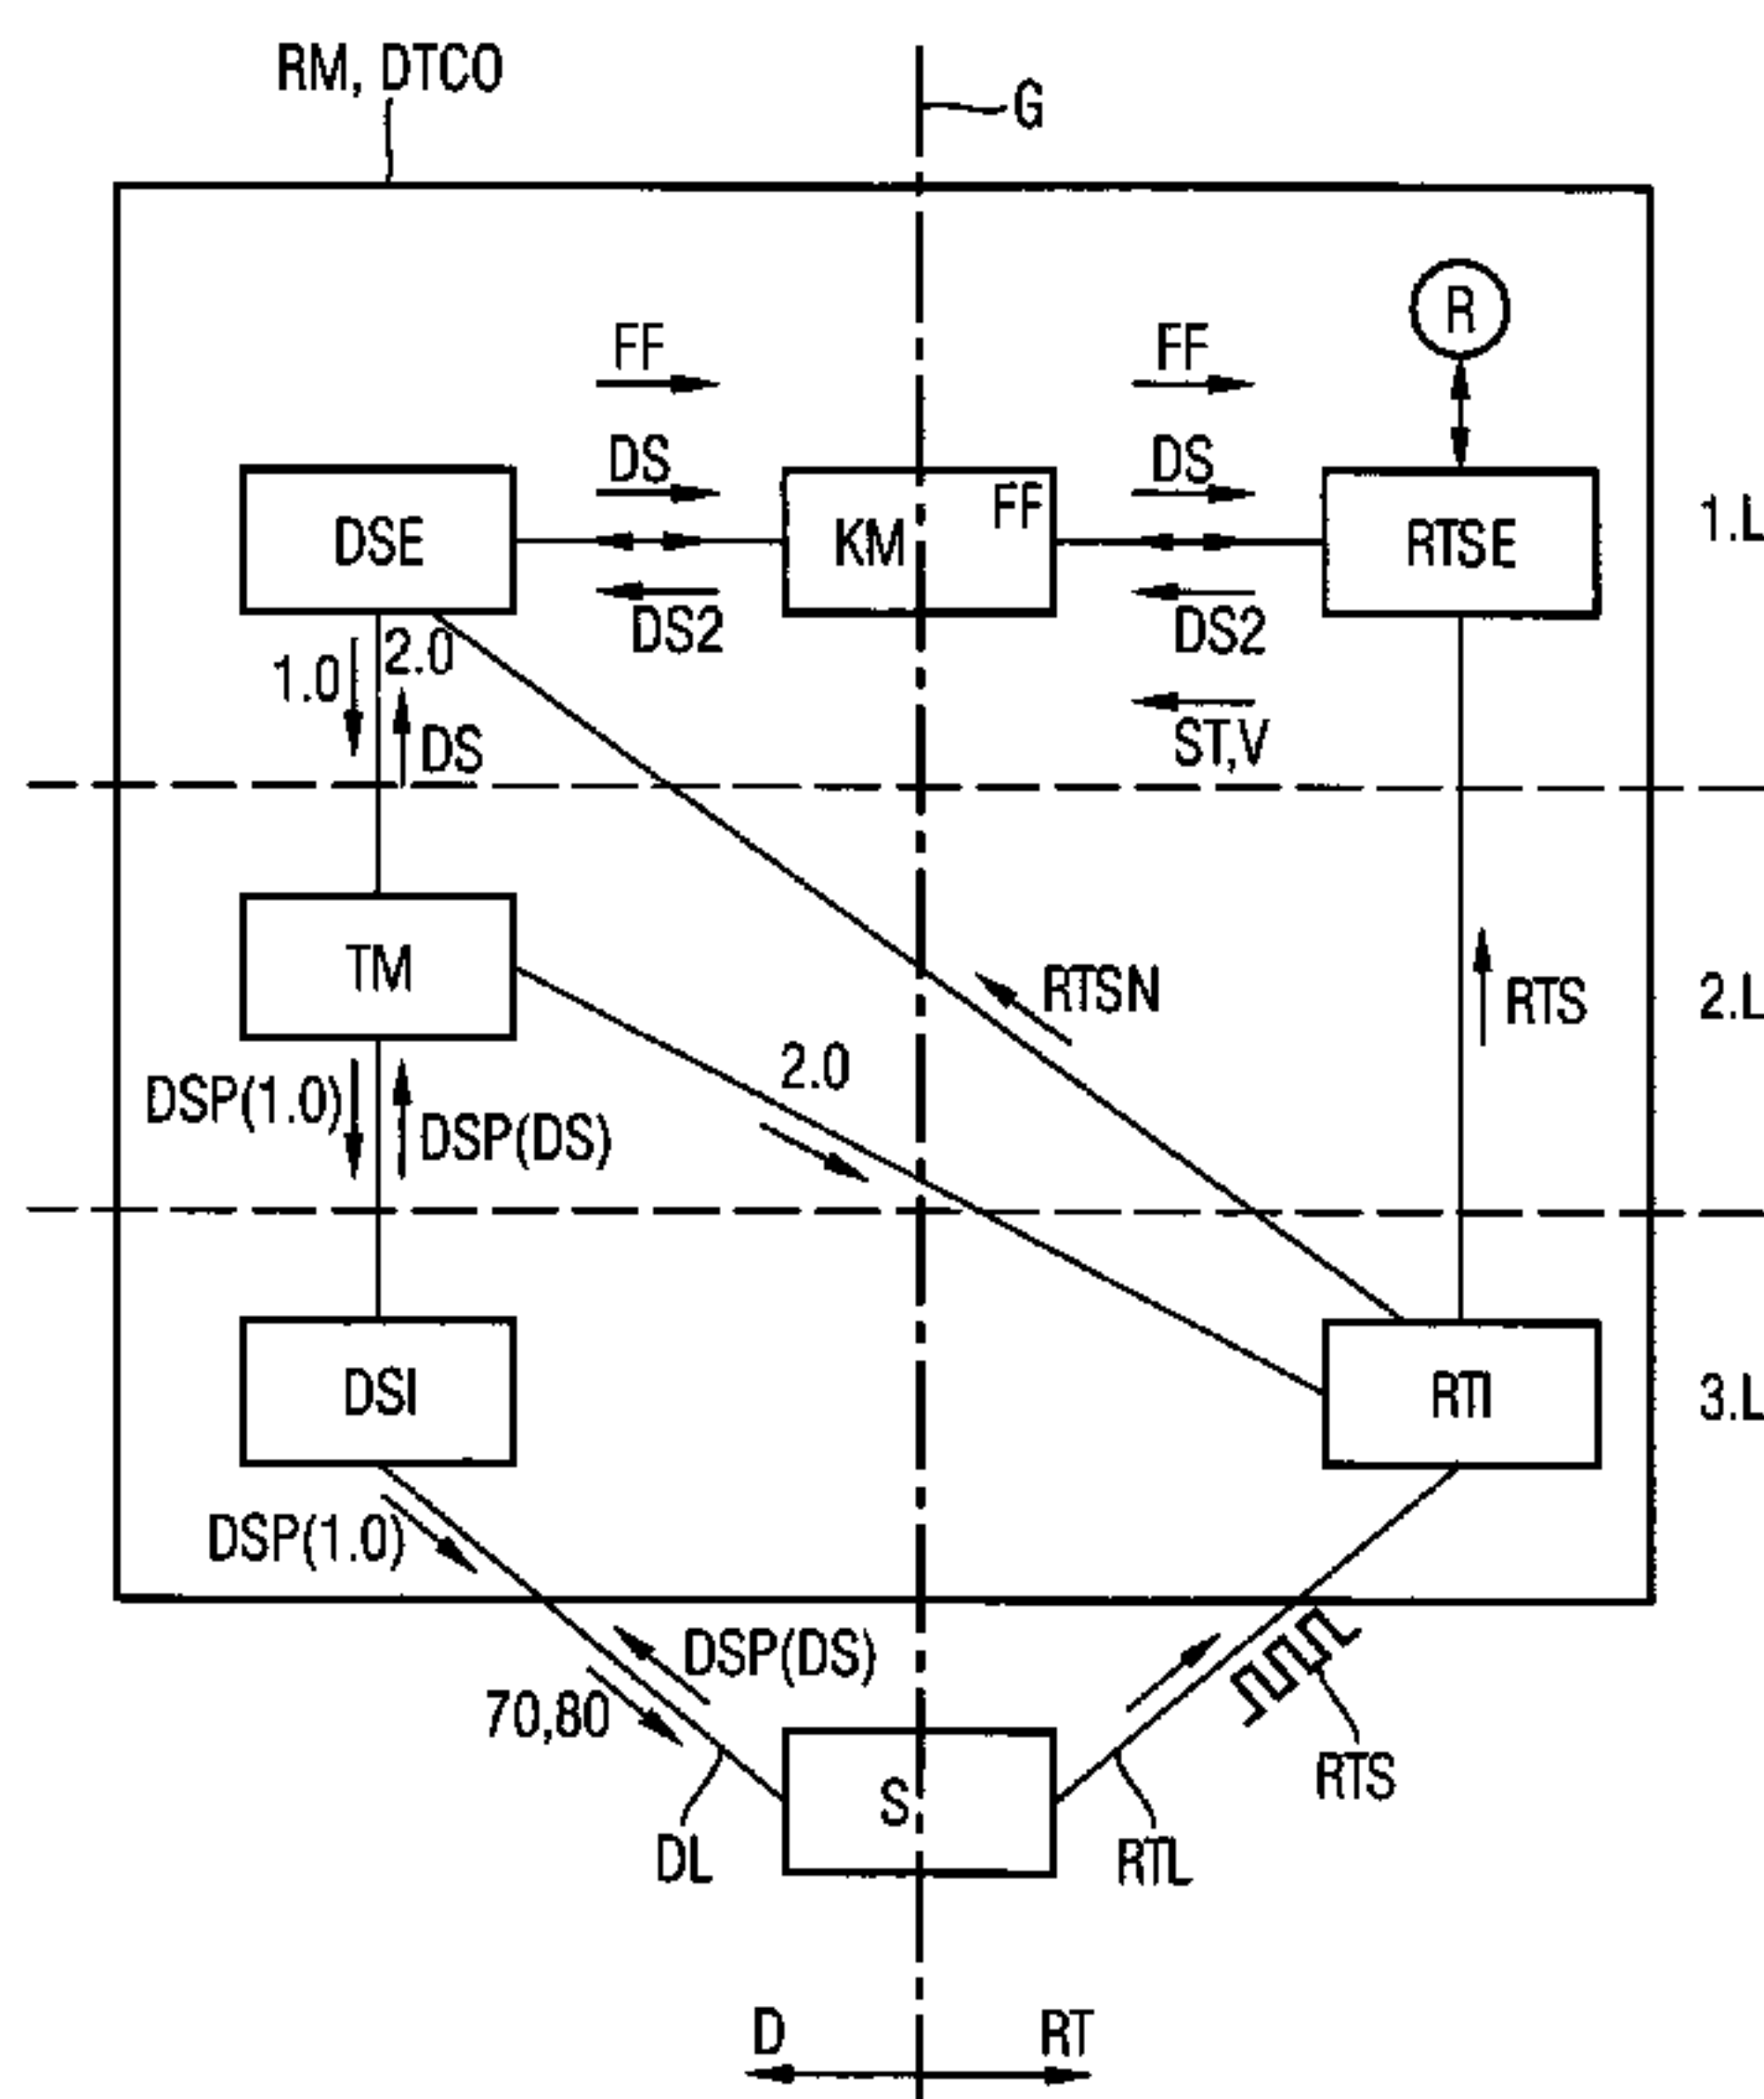 RM, DTCO
G
R
FF
FF
DS
DS
DSE
KM
FF
RTSE
1.L
DS2
DS2
1.0
2.0
DS
ST,V
TM
RTSN
RTS
2.L
2.0
DSP(1.0)
DSP(DS)
DSI
RTI
3.L
DSP(1.0)
DSP(DS)
70,80
S
RTS
DL
RTL
D
RT